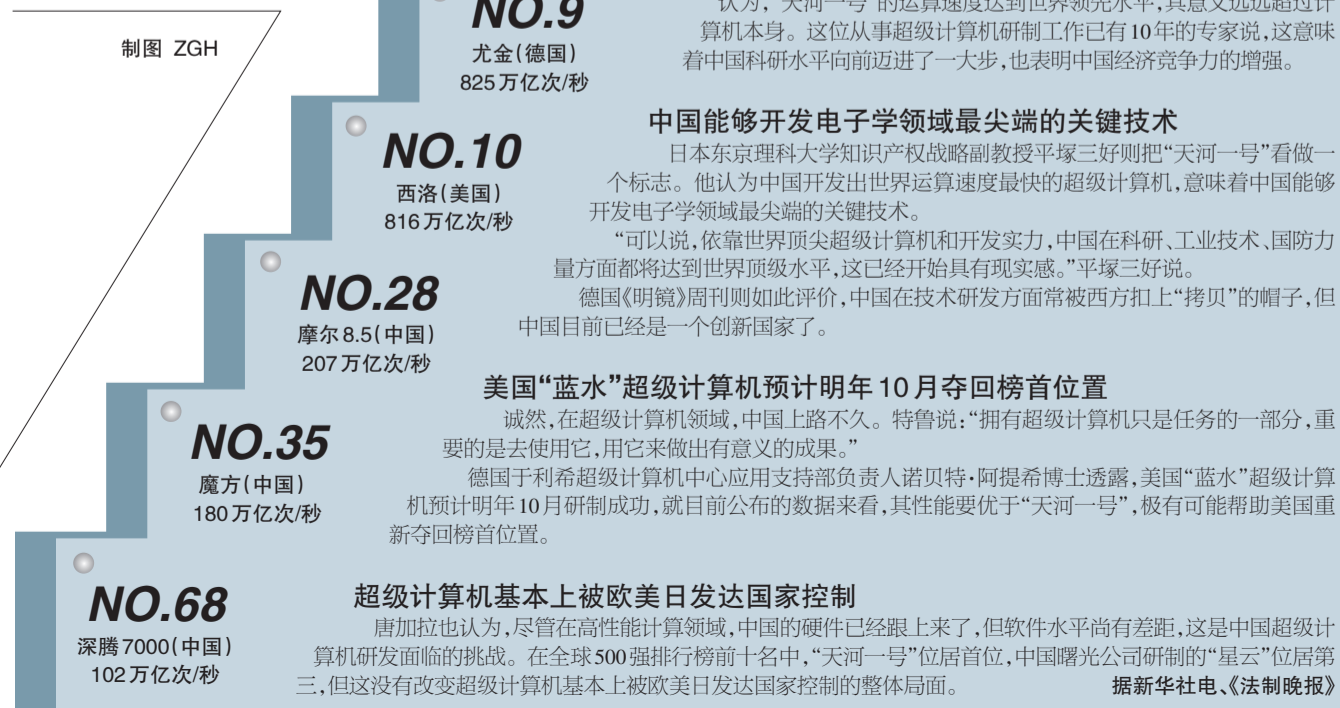 制图 ZGH
NO.9
尤金(德国)
825万亿次/秒
NO.10
西洛(美国)
816万亿次/秒
NO.28
摩尔8.5(中国)
207万亿次/秒
NO.35
魔方(中国)
180万亿次/秒
NO.68
深腾7000(中国)
102万亿次/秒
认为,“天河一号”的运算速度达到世界领先水平,其意义远远超过计
算机本身。这位从事超级计算机研制工作已有10年的专家说,这意味
着中国科研水平向前迈进了一大步,也表明中国经济竞争力的增强。
中国能够开发电子学领域最尖端的关键技术
日本东京理科大学知识产权战略副教授平塚三好则把“天河一号”看做一
个标志。他认为中国开发出世界运算速度最快的超级计算机,意味着中国能够
开发电子学领域最尖端的关键技术。
“可以说,依靠世界顶尖超级计算机和开发实力,中国在科研、工业技术、国防力
量方面都将达到世界顶级水平,这已经开始具有现实感。”平塚三好说。
德国《明镜》周刊则如此评价,中国在技术研发方面常被西方扣上“拷贝”的帽子,但
中国目前已经是一个创新国家了。
美国“蓝水”超级计算机预计明年10月夺回榜首位置
诚然,在超级计算机领域,中国上路不久。特鲁说:“拥有超级计算机只是任务的一部分,重
要的是去使用它,用它来做出有意义的成果。”
德国于利希超级计算机中心应用支持部负责人诺贝特·阿提希博士透露,美国“蓝水”超级计算
机预计明年10月研制成功,就目前公布的数据来看,其性能要优于“天河一号”,极有可能帮助美国重
新夺回榜首位置。
超级计算机基本上被欧美日发达国家控制
唐加拉也认为,尽管在高性能计算领域,中国的硬件已经跟上来了,但软件水平尚有差距,这是中国超级计
算机研发面临的挑战。在全球500强排行榜前十名中,“天河一号”位居首位,中国曙光公司研制的“星云”位居第
三,但这没有改变超级计算机基本上被欧美日发达国家控制的整体局面。 据新华社电、《法制晚报》